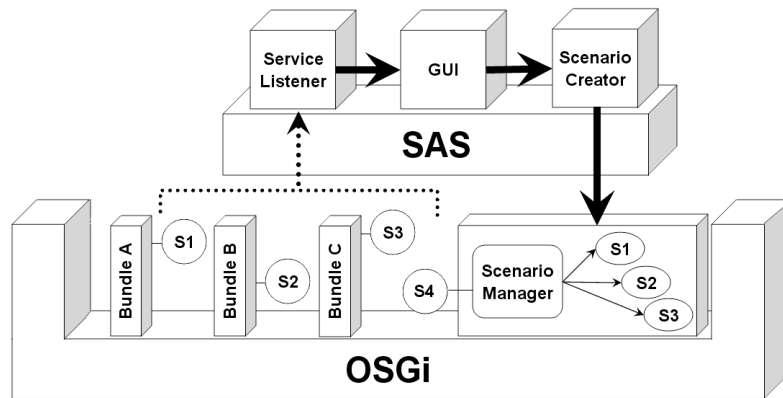 Service
Listener
GUI
Scenario
Creator
SAS
Bundle A
S1
Bundle B
S2
Bundle C
S3
S4
Scenario
Manager
S1
S2
S3
OSGi